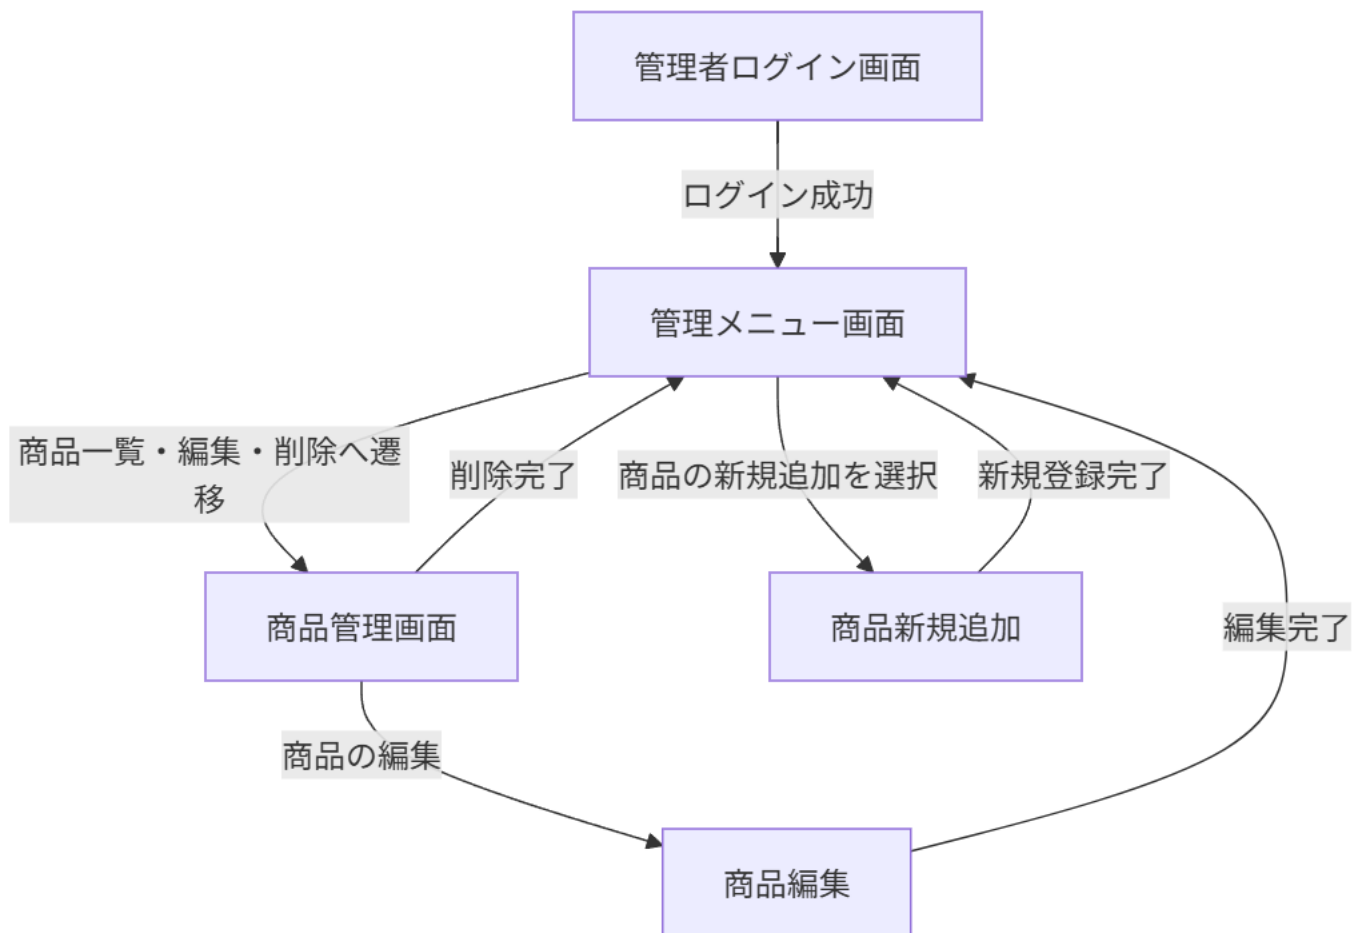 管理者ログイン画面
ログイン成功
管理メニュー画面
商品一覧・編集・削除へ遷
移
削除完了
商品の新規追加を選択
新規登録完了
商品管理画面
商品新規追加
編集完了
商品の編集
商品編集